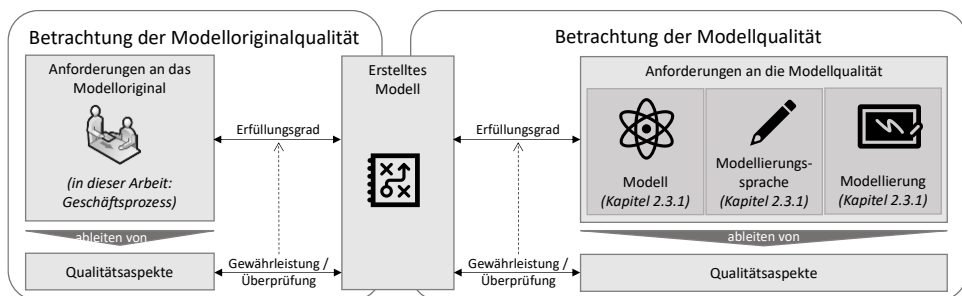 Betrachtung der Modelloriginalqualität
Anforderungen an das
Modelloriginal
(in dieser Arbeit:
Geschäftsprozess)
ableiten von
Qualitätsaspekte
Erfüllungsgrad
Gewährleistung /
Überprüfung
Erstelltes
Modell
Betrachtung der Modellqualität
Erfüllungsgrad
Gewährleistung /
Überprüfung
Anforderungen an die Modellqualität
Modell
(Kapitel 2.3.1)
Modellierungs-
sprache
(Kapitel 2.3.1)
Modellierung
(Kapitel 2.3.1)
ableiten von
Qualitätsaspekte